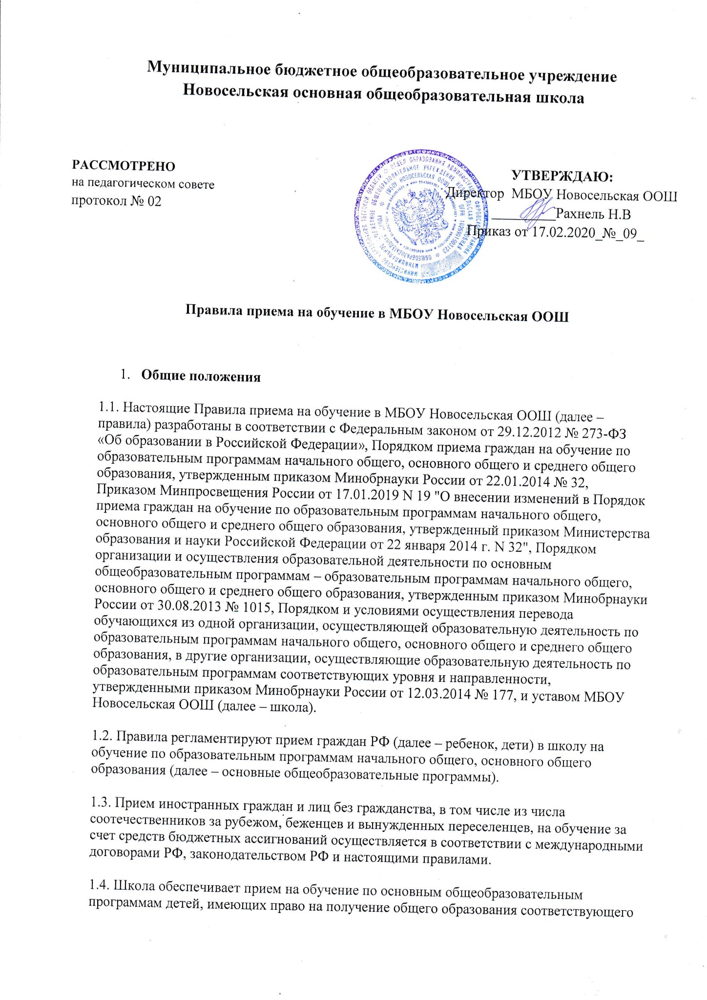 Муниципальное бюджетное общеобразовательное учреждение
Новосельская основная общеобразовательная школа
РАССМОТРЕНО
на педагогическом совете
протокол № 02
УТВЕРЖДАЮ:
Директор МБОУ Новосельская ООШ
__________Рахнель Н.В
Приказ от 17.02.2020_№_09_
(МБОУ НОВОСЕЛЬСКАЯ ООШ)
Правила приема на обучение в МБОУ Новосельская ООШ
1. Общие положения
1.1. Настоящие Правила приема на обучение в МБОУ Новосельская ООШ (далее –
правила) разработаны в соответствии с Федеральным законом от 29.12.2012 № 273-ФЗ
«Об образовании в Российской Федерации», Порядком приема граждан на обучение по
образовательным программам начального общего, основного общего и среднего общего
образования, утвержденным приказом Минобрнауки России от 22.01.2014 № 32,
Приказом Минпросвещения России от 17.01.2019 N 19 "О внесении изменений в Порядок
приема граждан на обучение по образовательным программам начального общего,
основного общего и среднего общего образования, утвержденный приказом Министерства
образования и науки Российской Федерации от 22 января 2014 г. N 32", Порядком
организации и осуществления образовательной деятельности по основным
общеобразовательным программам – образовательным программам начального общего,
основного общего и среднего общего образования, утвержденным приказом Минобрнауки
России от 30.08.2013 № 1015, Порядком и условиями осуществления перевода
обучающихся из одной организации, осуществляющей образовательную деятельность по
образовательным программам начального общего, основного общего и среднего общего
образования, в другие организации, осуществляющие образовательную деятельность по
образовательным программам соответствующих уровня и направленности,
утвержденными приказом Минобрнауки России от 12.03.2014 № 177, и уставом МБОУ
Новосельская ООШ (далее – школа).
1.2. Правила регламентируют прием граждан РФ (далее – ребенок, дети) в школу на
обучение по образовательным программам начального общего, основного общего
образования (далее – основные общеобразовательные программы).
1.3. Прием иностранных граждан и лиц без гражданства, в том числе из числа
соотечественников за рубежом, беженцев и вынужденных переселенцев, на обучение за
счет средств бюджетных ассигнований осуществляется в соответствии с международными
договорами РФ, законодательством РФ и настоящими правилами.
1.4. Школа обеспечивает прием на обучение по основным общеобразовательным
программам детей, имеющих право на получение общего образования соответствующего